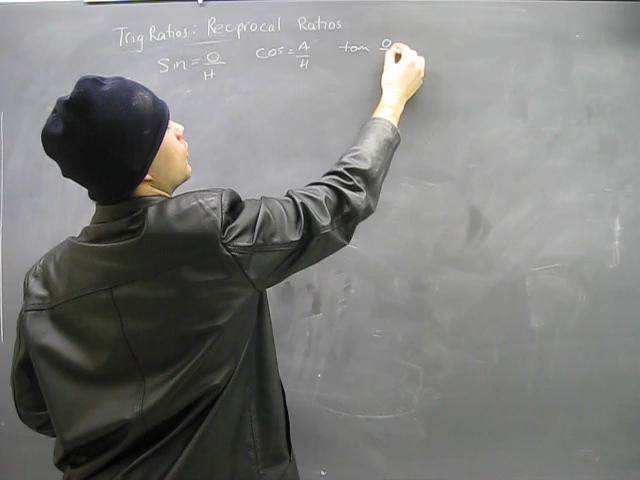 Trig Ratios: Reciprocal Ratios
Sin = O/H cos = A/H tan O